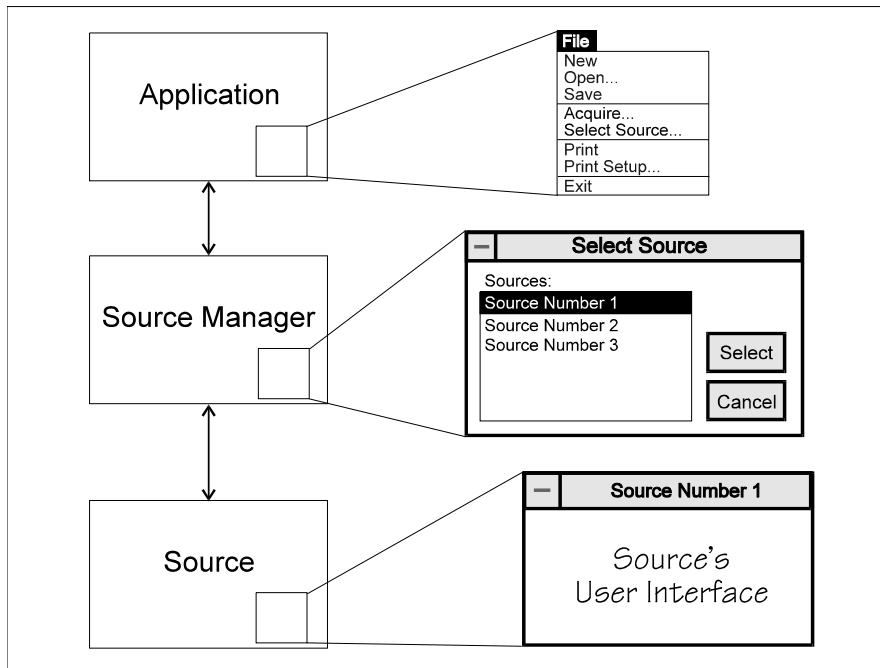 Application
File
New
Open...
Save
Acquire...
Select Source...
Print
Print Setup...
Exit
Source Manager
Select Source
Sources:
Source Number 1
Source Number 2
Source Number 3
Select
Cancel
Source
Source Number 1
Source's
User Interface